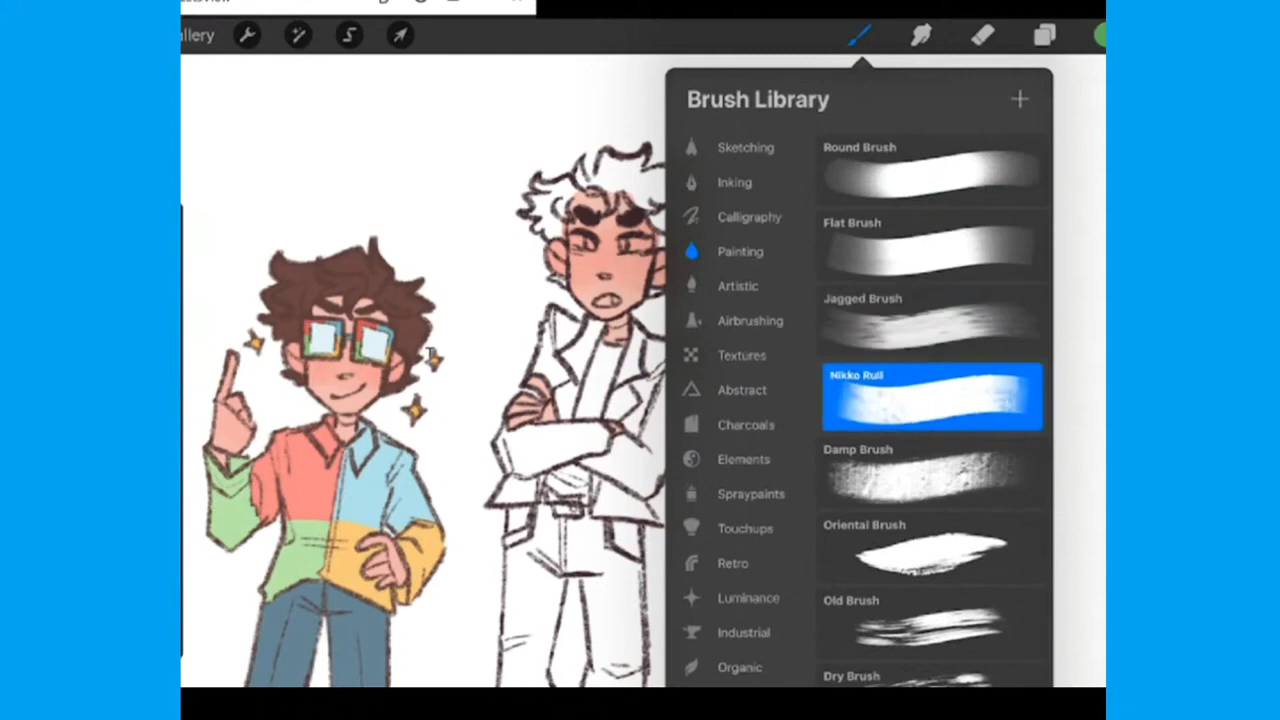 llery
Brush Library
Sketching
Inking
Calligraphy
Painting
Artistic
Airbrushing
Textures
Abstract
Charcoals
Elements
Spraypaints
Touchups
Retro
Luminance
Industrial
Organic
Round Brush
Flat Brush
Jagged Brush
Nikko Rull
Damp Brush
Oriental Brush
Old Brush
Dry Brush